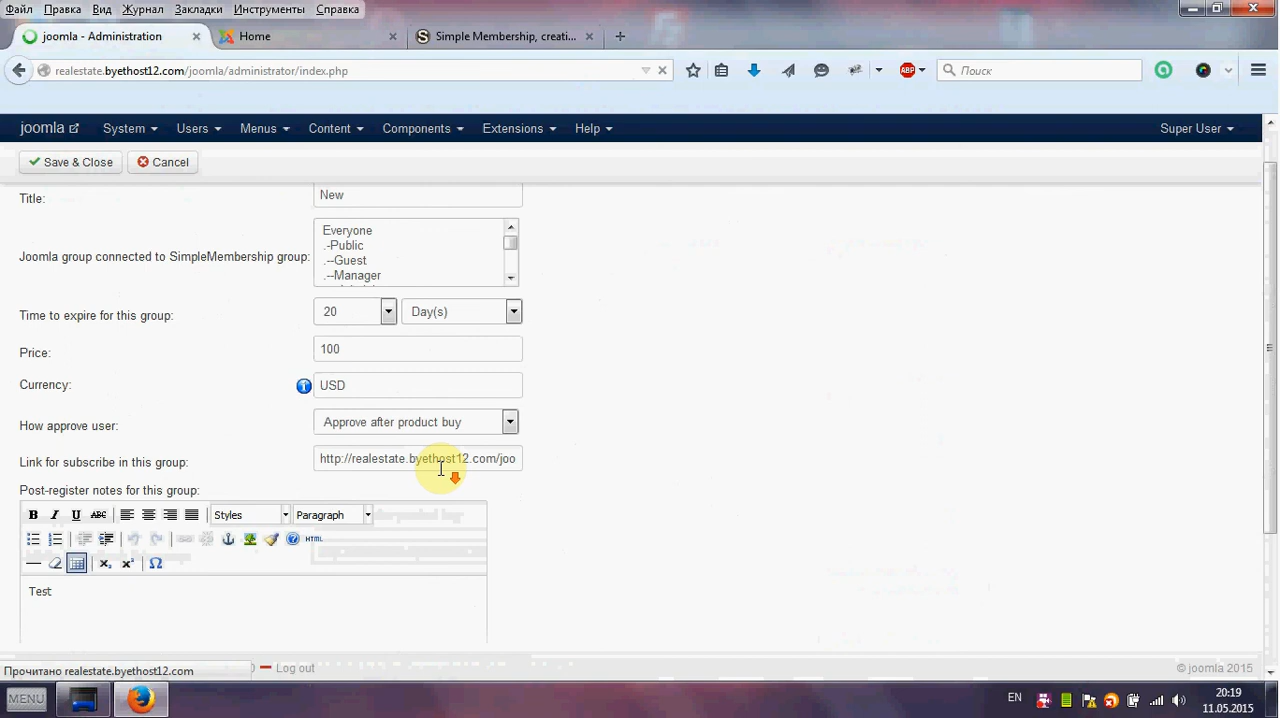 Файл Правка Вид Журнал Закладки Инструменты Справка
joomla - Administration Home Simple Membership, creati...
realestate.byethost12.com/joomla/administrator/index.php ABP Поиск
joomla System Users Menus Content Components Extensions Help Super User
Save & Close Cancel
Title: New
Everyone
.-Public
Joomla group connected to SimpleMembership group: .--Guest
.--Manager
Time to expire for this group: 20 Day(s)
Price: 100
Currency: USD
How approve user: Approve after product buy
Link for subscribe in this group: http://realestate.byethost12.com/joo
Post-register notes for this group:
B I U ABC Styles Paragraph
HTML
Test
Прочитано realestate.byethost12.com Log out © joomla 2015
MENU EN 20:19
11.05.2015